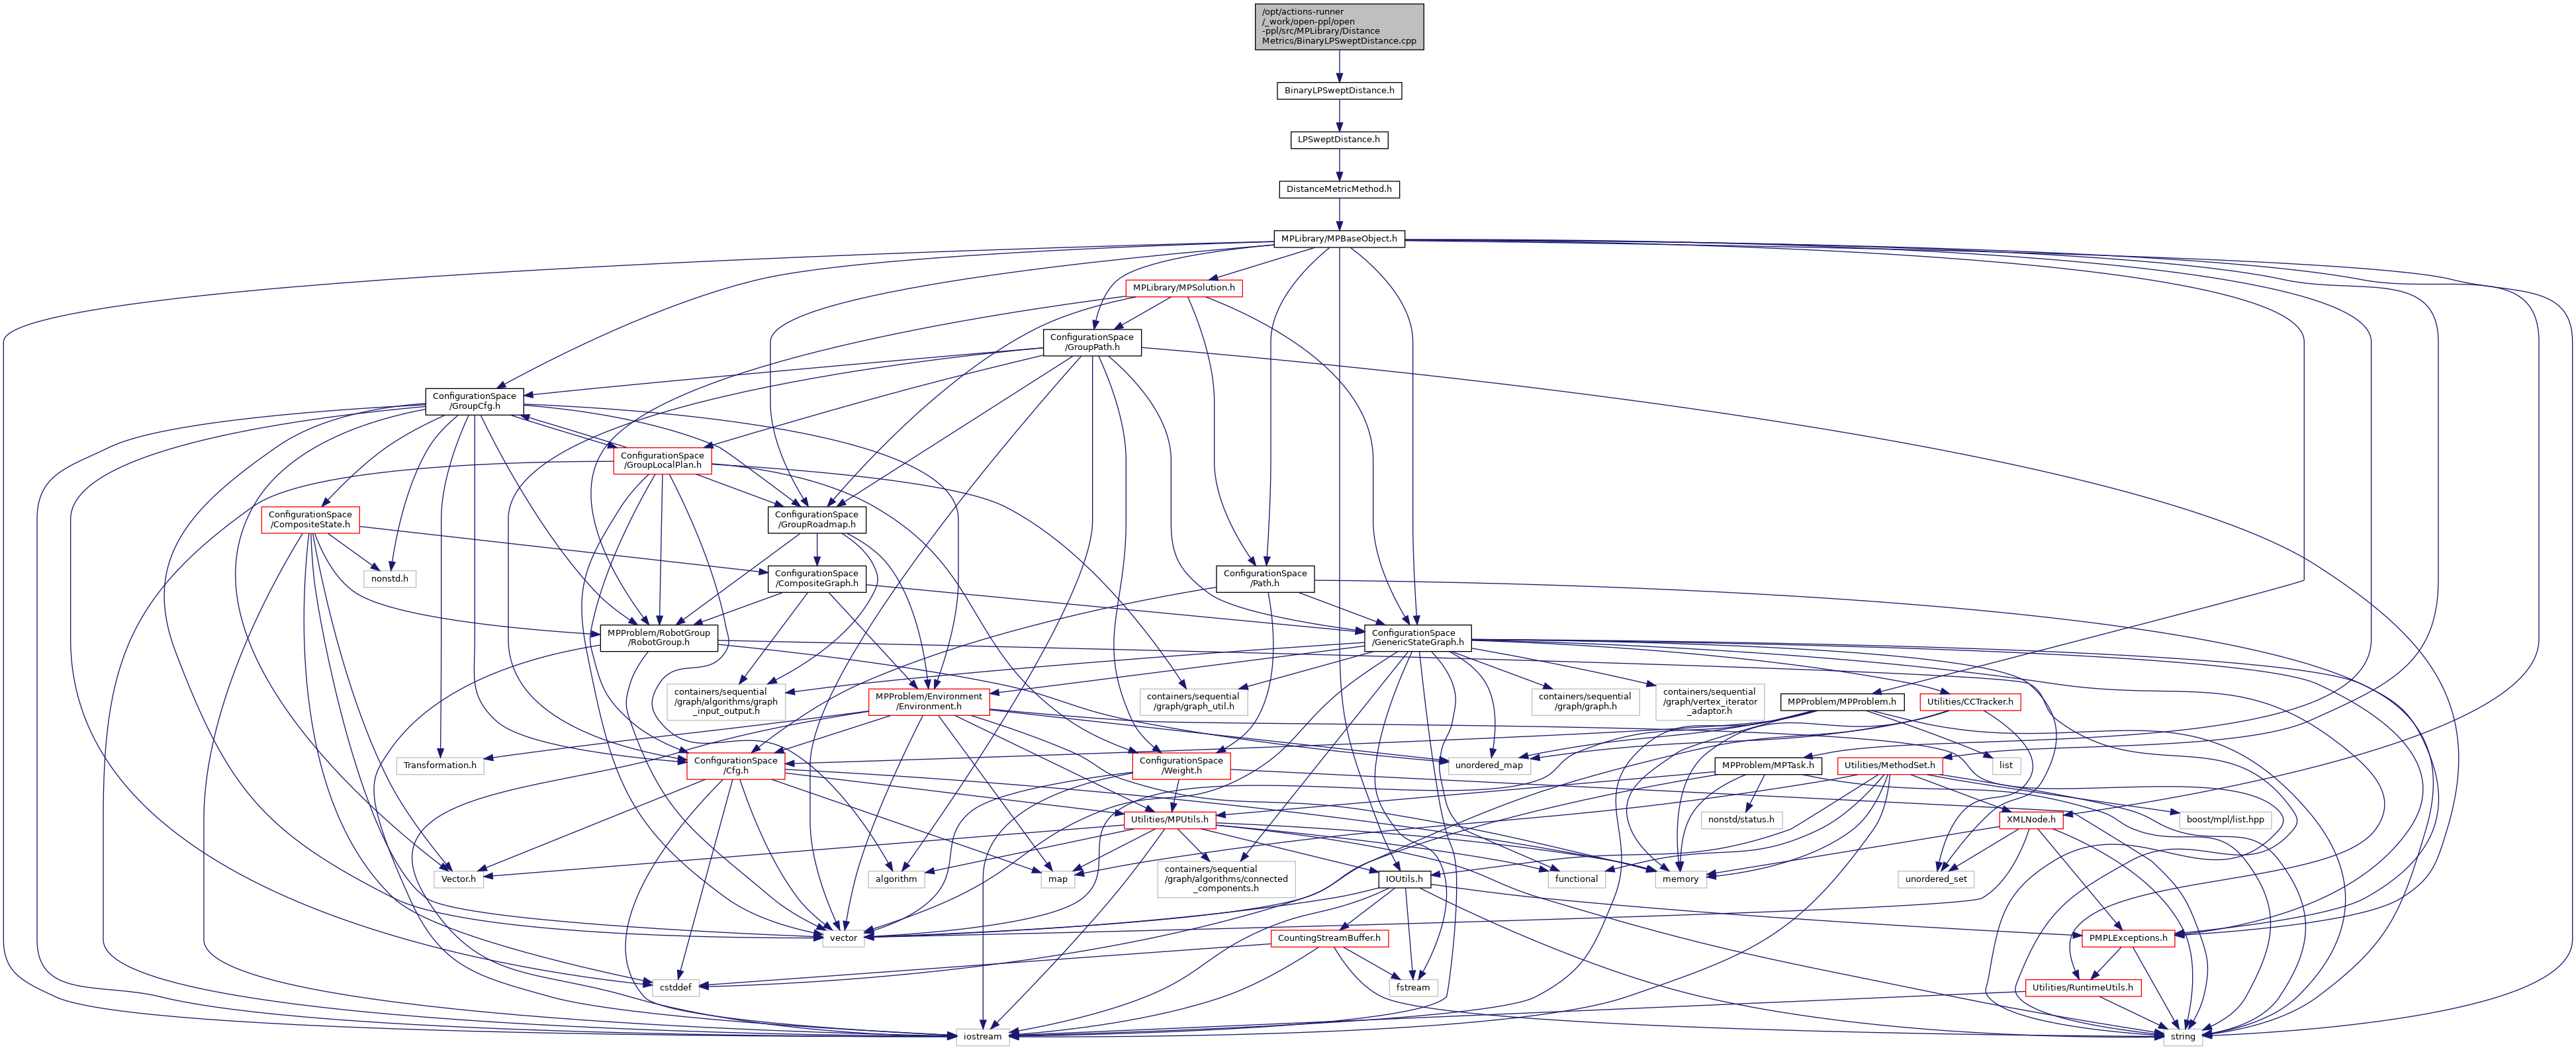 /opt/actions-runner
/_work/open-ppl/open
-ppl/src/MPLibrary/Distance
Metrics/BinaryLPSweptDistance.cpp
BinaryLPSweptDistance.h
LPSweptDistance.h
DistanceMetricMethod.h
MPLibrary/MPBaseObject.h
MPLibrary/MPSolution.h
ConfigurationSpace
/GroupPath.h
ConfigurationSpace
/GroupCfg.h
ConfigurationSpace
/GroupLocalPlan.h
ConfigurationSpace
/CompositeState.h
ConfigurationSpace
/GroupRoadmap.h
nonstd.h
ConfigurationSpace
/CompositeGraph.h
ConfigurationSpace
/Path.h
MPProblem/RobotGroup
/RobotGroup.h
ConfigurationSpace
/GenericStateGraph.h
containers/sequential
/graph/algorithms/graph
_input_output.h
MPProblem/Environment
/Environment.h
containers/sequential
/graph/graph_util.h
containers/sequential
/graph/graph.h
containers/sequential
/graph/vertex_iterator
_adaptor.h
MPProblem/MPProblem.h
Utilities/CCTracker.h
Transformation.h
ConfigurationSpace
/Cfg.h
ConfigurationSpace
/Weight.h
unordered_map
MPProblem/MPTask.h
Utilities/MethodSet.h
list
Utilities/MPUtils.h
nonstd/status.h
XMLNode.h
boost/mpl/list.hpp
Vector.h
algorithm
map
containers/sequential
/graph/algorithms/connected
_components.h
IOUtils.h
functional
memory
unordered_set
vector
CountingStreamBuffer.h
PMPLExceptions.h
cstddef
fstream
Utilities/RuntimeUtils.h
iostream
string